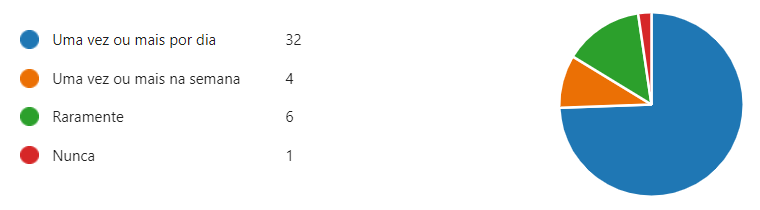 Uma vez ou mais por dia 32
Uma vez ou mais na semana 4
Raramente 6
Nunca 1